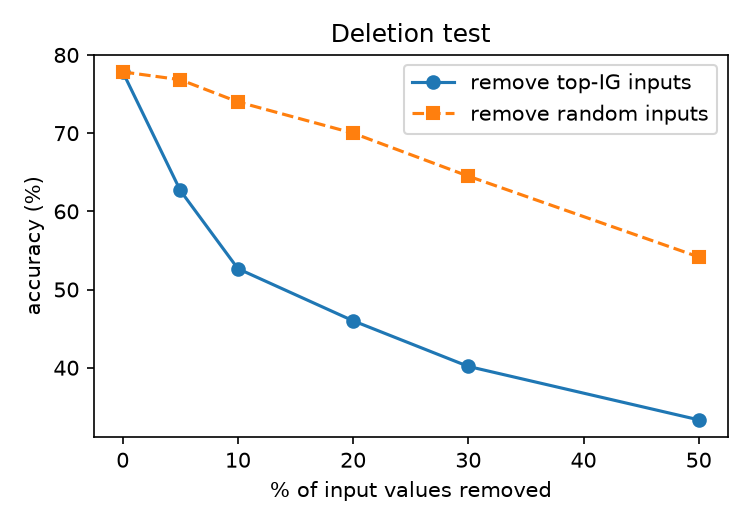 Deletion test
80
70
60
50
40
accuracy (%)
remove top-IG inputs
remove random inputs
0 10 20 30 40 50
% of input values removed